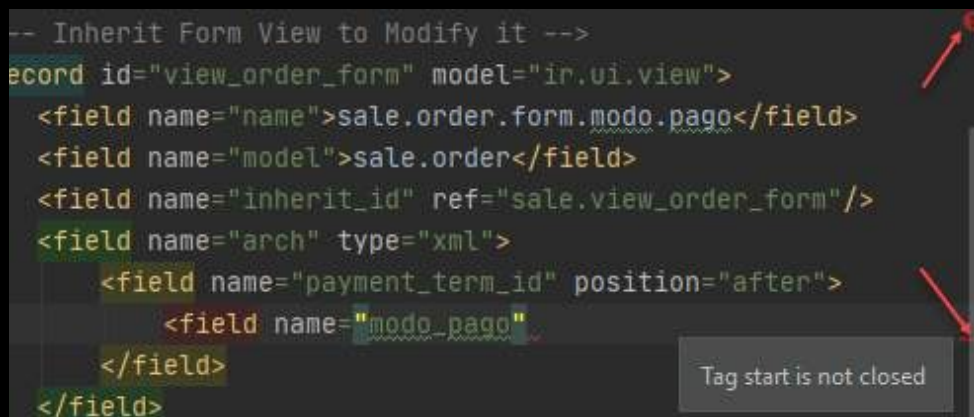 -- Inherit Form View to Modify it -->
ecord id="view_order_form" model="ir.ui.view">
<field name="name">sale.order.form.modo.pago</field>
<field name="model">sale.order</field>
<field name="inherit_id" ref="sale.view_order_form"/>
<field name="arch" type="xml">
<field name="payment_term_id" position="after">
<field name="modo_pago"
</field>
Tag start is not closed
</field>